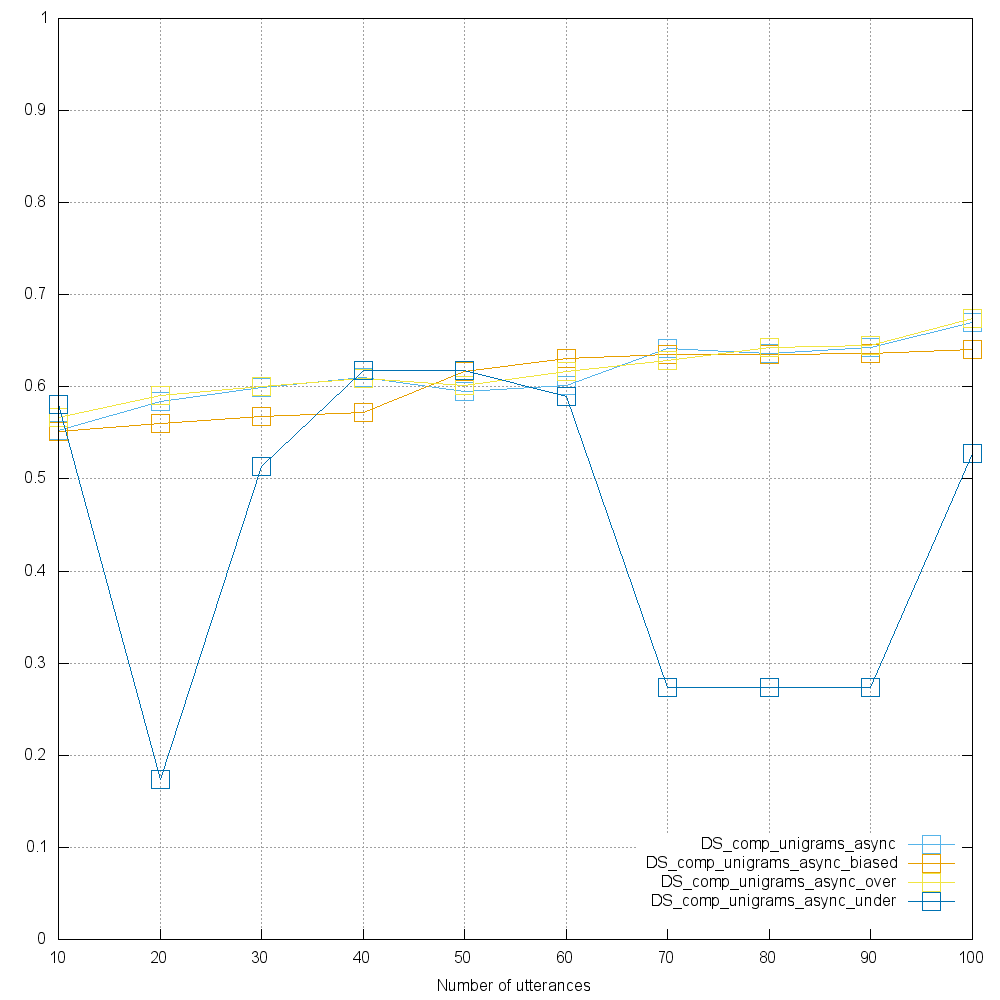 1
0.9
0.8
0.7
0.6
0.5
0.4
0.3
0.2
0.1
0
DS_comp_unigrams_async
DS_comp_unigrams_async_biased
DS_comp_unigrams_async_over
DS_comp_unigrams_async_under
10 20 30 40 50 60 70 80 90 100
Number of utterances